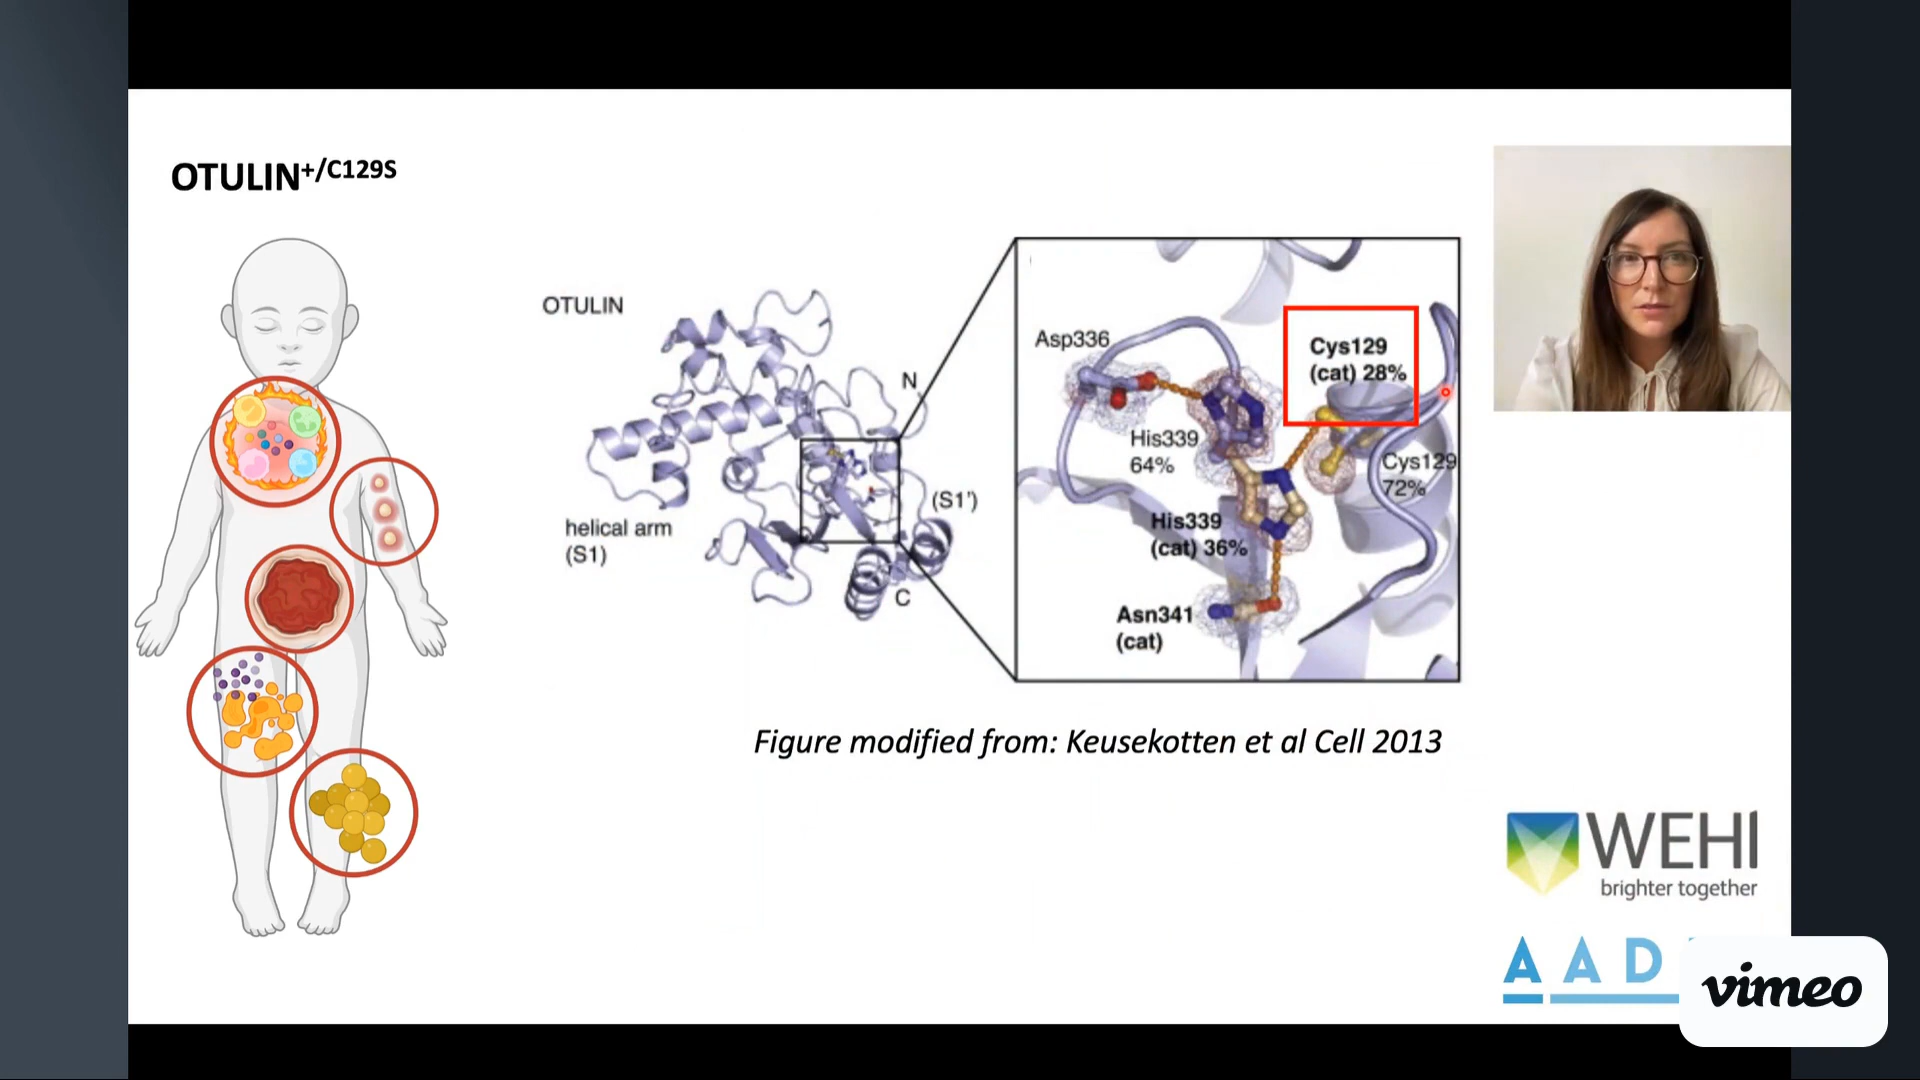 OTULIN+/C129S
OTULIN
N
helical arm
(S1)
(S1')
C
Asp336
Cys129
(cat) 28%
His339
64%
Cys129
72%
His339
(cat) 36%
Asn341
(cat)
Figure modified from: Keusekotten et al Cell 2013
WEHI
brighter together
AAD
vimeo